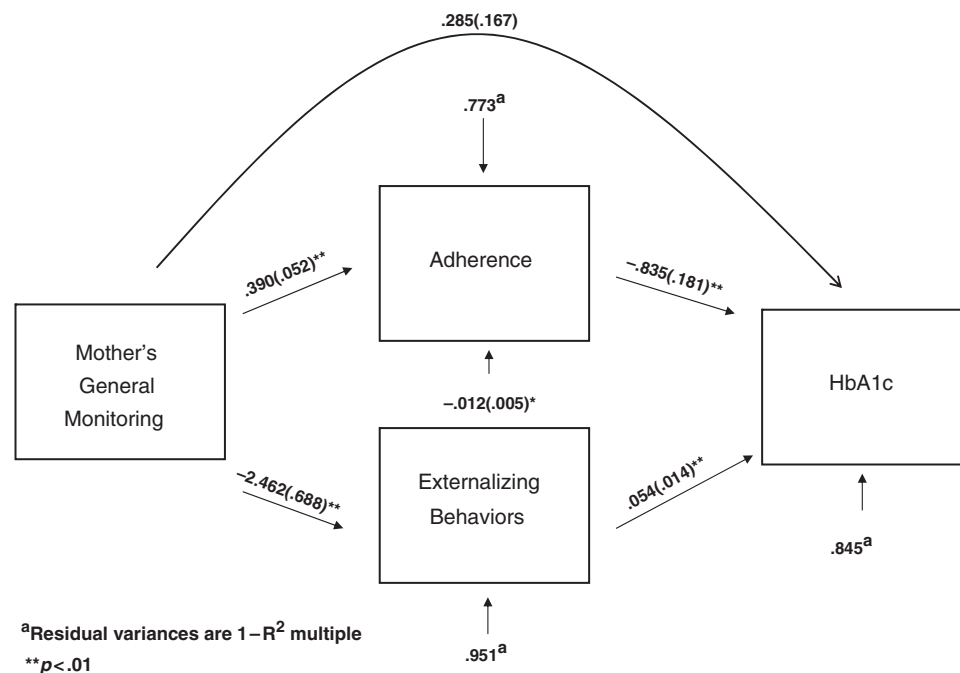 .285(.167)
.773a
Adherence
.390(.052)**
–.835(.181)**
Mother's
General
Monitoring
HbA1c
–.012(.005)*
–2.462(.688)**
Externalizing
Behaviors
.054(.014)**
.845a
.951a
aResidual variances are 1–R2 multiple
**p<.01